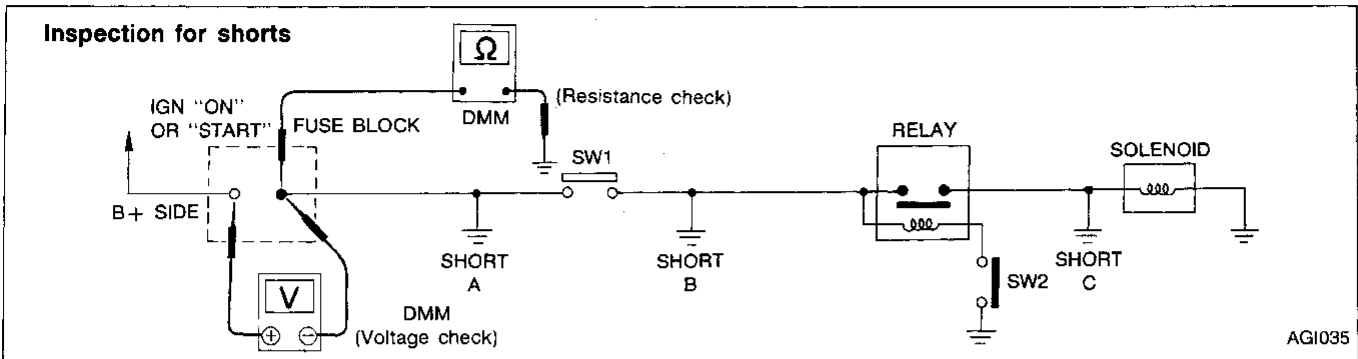 Inspection for shorts
Ω
IGN "ON"
OR "START"
FUSE BLOCK
DMM
(Resistance check)
SW1
RELAY
SOLENOID
B+ SIDE
SHORT
A
SHORT
B
SHORT
C
SW2
V
+ −
DMM
(Voltage check)
AGI035